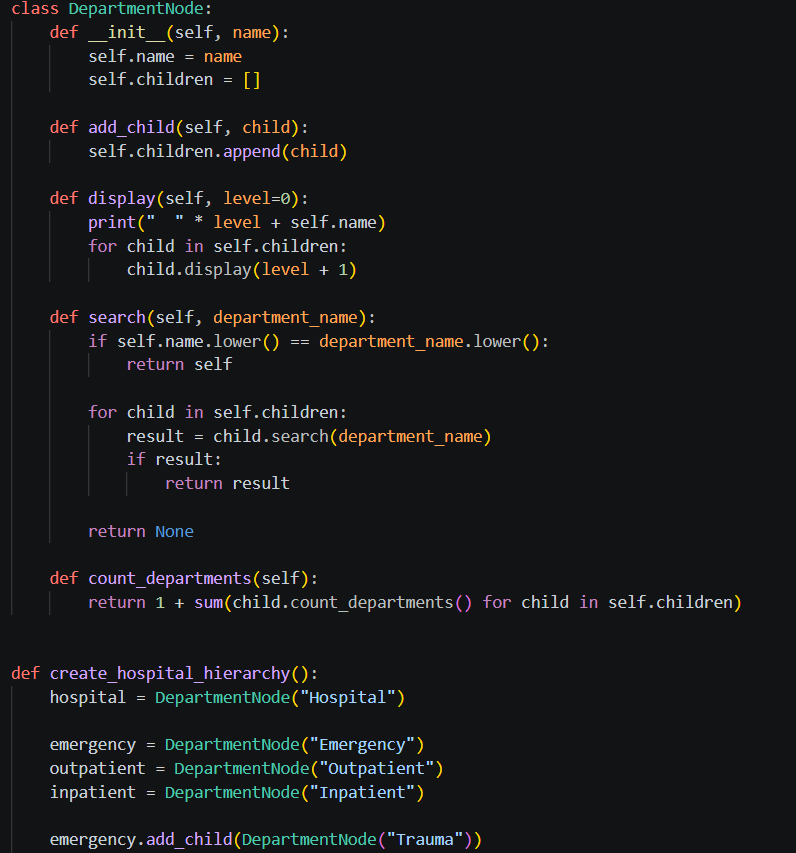 class DepartmentNode:
    def __init__(self, name):
        self.name = name
        self.children = []

    def add_child(self, child):
        self.children.append(child)

    def display(self, level=0):
        print("  " * level + self.name)
        for child in self.children:
            child.display(level + 1)

    def search(self, department_name):
        if self.name.lower() == department_name.lower():
            return self

        for child in self.children:
            result = child.search(department_name)
            if result:
                return result

        return None

    def count_departments(self):
        return 1 + sum(child.count_departments() for child in self.children)


def create_hospital_hierarchy():
    hospital = DepartmentNode("Hospital")

    emergency = DepartmentNode("Emergency")
    outpatient = DepartmentNode("Outpatient")
    inpatient = DepartmentNode("Inpatient")

    emergency.add_child(DepartmentNode("Trauma"))